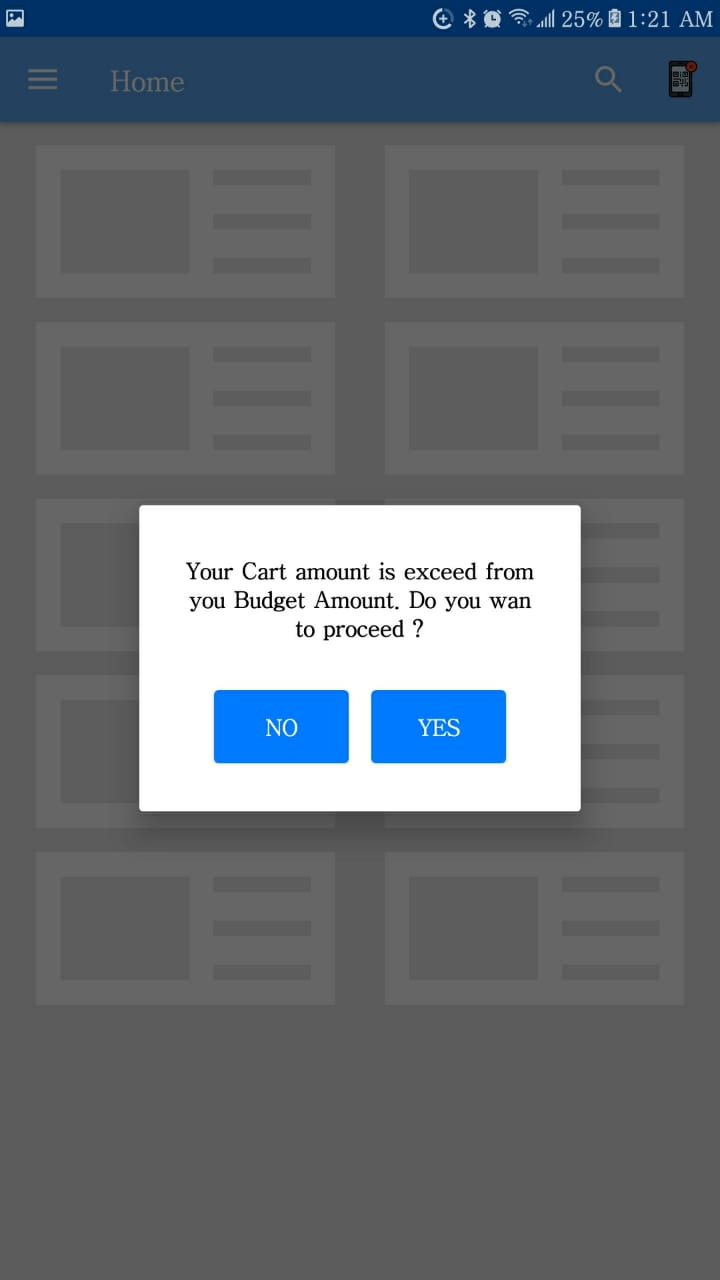 25% 1:21 AM
Home
Your Cart amount is exceed from
you Budget Amount. Do you wan
to proceed ?
NO YES